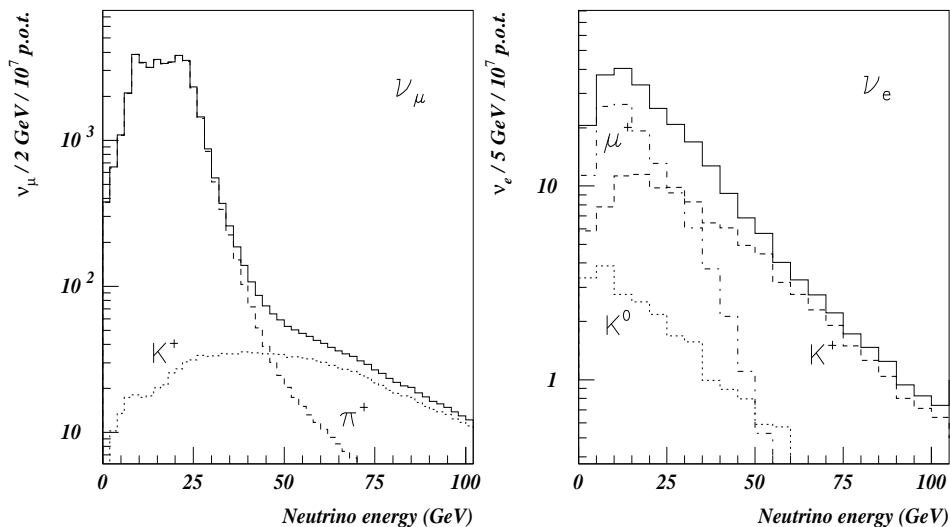 ν_μ / 2 GeV / 10^7 p.o.t.
10^3
10^2
10
ν_μ
K^+
π^+
0 25 50 75 100
Neutrino energy (GeV)
ν_e / 5 GeV / 10^7 p.o.t.
10
1
ν_e
μ^+
K^0
K^+
0 25 50 75 100
Neutrino energy (GeV)